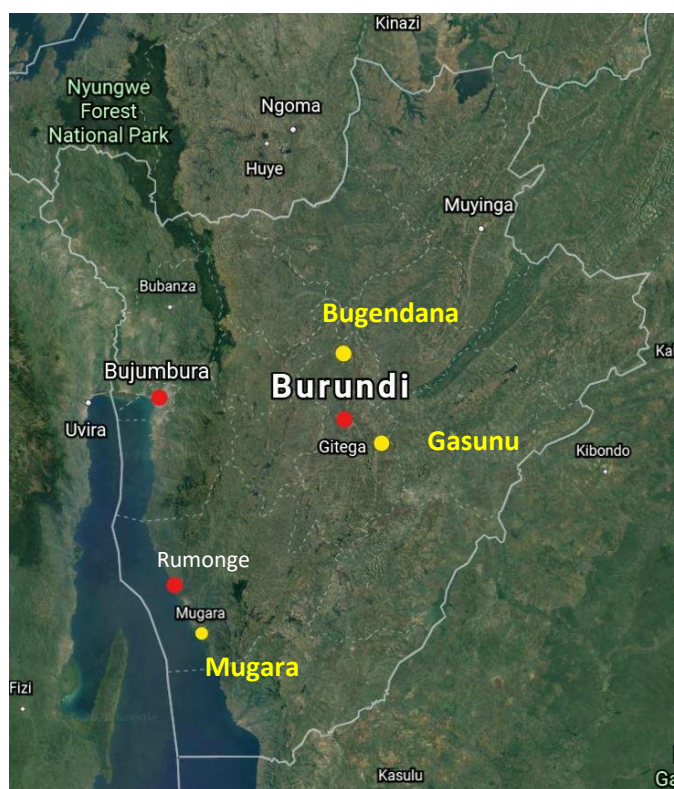 Kinazi
Nyungwe
Forest
National Park
Ngoma
Huye
Muyinga
Bubanza
Bugendana
Bujumbura
Burundi
Uvira
Gitega
Gasunu
Kibondo
Rumonge
Mugara
Mugara
Fizi
Kasulu